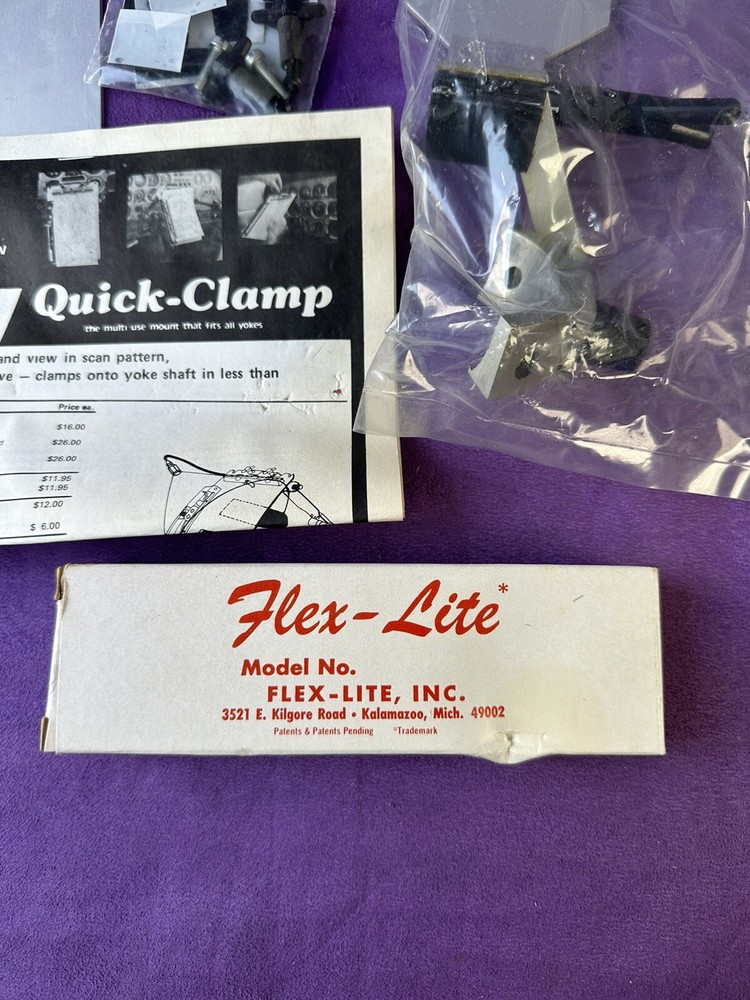 Quick-Clamp
the multi use mount that fits all yokes
and view in scan pattern,
ve – clamps onto yoke shaft in less than
Price ea.
$16.00
d $26.00
$26.00
$11.95
$11.95
$12.00
$ 6.00
Flex-Lite*
Model No.
FLEX-LITE, INC.
3521 E. Kilgore Road • Kalamazoo, Mich. 49002
Patents & Patents Pending *Trademark